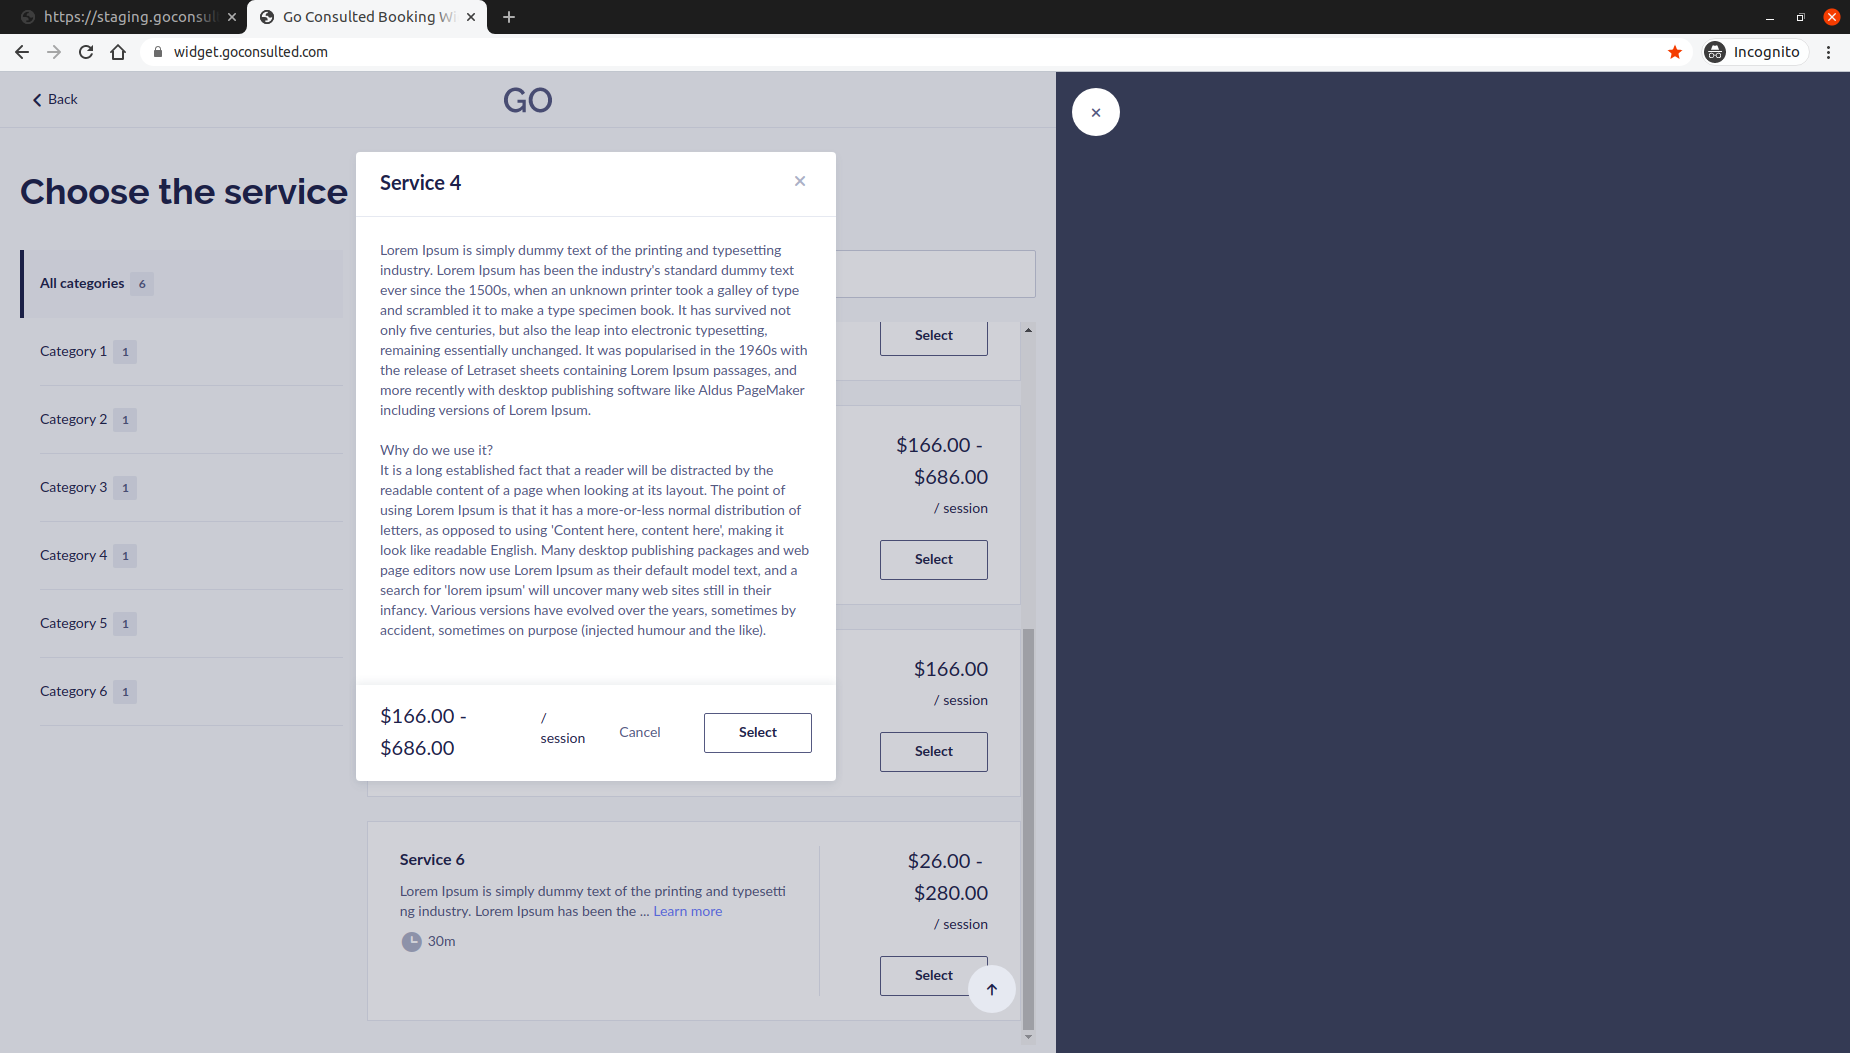 https://staging.goconsul
Go Consulted Booking Wi
widget.goconsulted.com
Incognito
Back
GO
Choose the service
All categories 6
Category 1 1
Category 2 1
Category 3 1
Category 4 1
Category 5 1
Category 6 1
Service 4
Lorem Ipsum is simply dummy text of the printing and typesetting
industry. Lorem Ipsum has been the industry's standard dummy text
ever since the 1500s, when an unknown printer took a galley of type
and scrambled it to make a type specimen book. It has survived not
only five centuries, but also the leap into electronic typesetting,
remaining essentially unchanged. It was popularised in the 1960s with
the release of Letraset sheets containing Lorem Ipsum passages, and
more recently with desktop publishing software like Aldus PageMaker
including versions of Lorem Ipsum.
Why do we use it?
It is a long established fact that a reader will be distracted by the
readable content of a page when looking at its layout. The point of
using Lorem Ipsum is that it has a more-or-less normal distribution of
letters, as opposed to using 'Content here, content here', making it
look like readable English. Many desktop publishing packages and web
page editors now use Lorem Ipsum as their default model text, and a
search for 'lorem ipsum' will uncover many web sites still in their
infancy. Various versions have evolved over the years, sometimes by
accident, sometimes on purpose (injected humour and the like).
$166.00 -
$686.00
/
session
Cancel
Select
Select
$166.00 -
$686.00
/ session
Select
$166.00
/ session
Select
Service 6
Lorem Ipsum is simply dummy text of the printing and typesetti
ng industry. Lorem Ipsum has been the ... Learn more
30m
$26.00 -
$280.00
/ session
Select